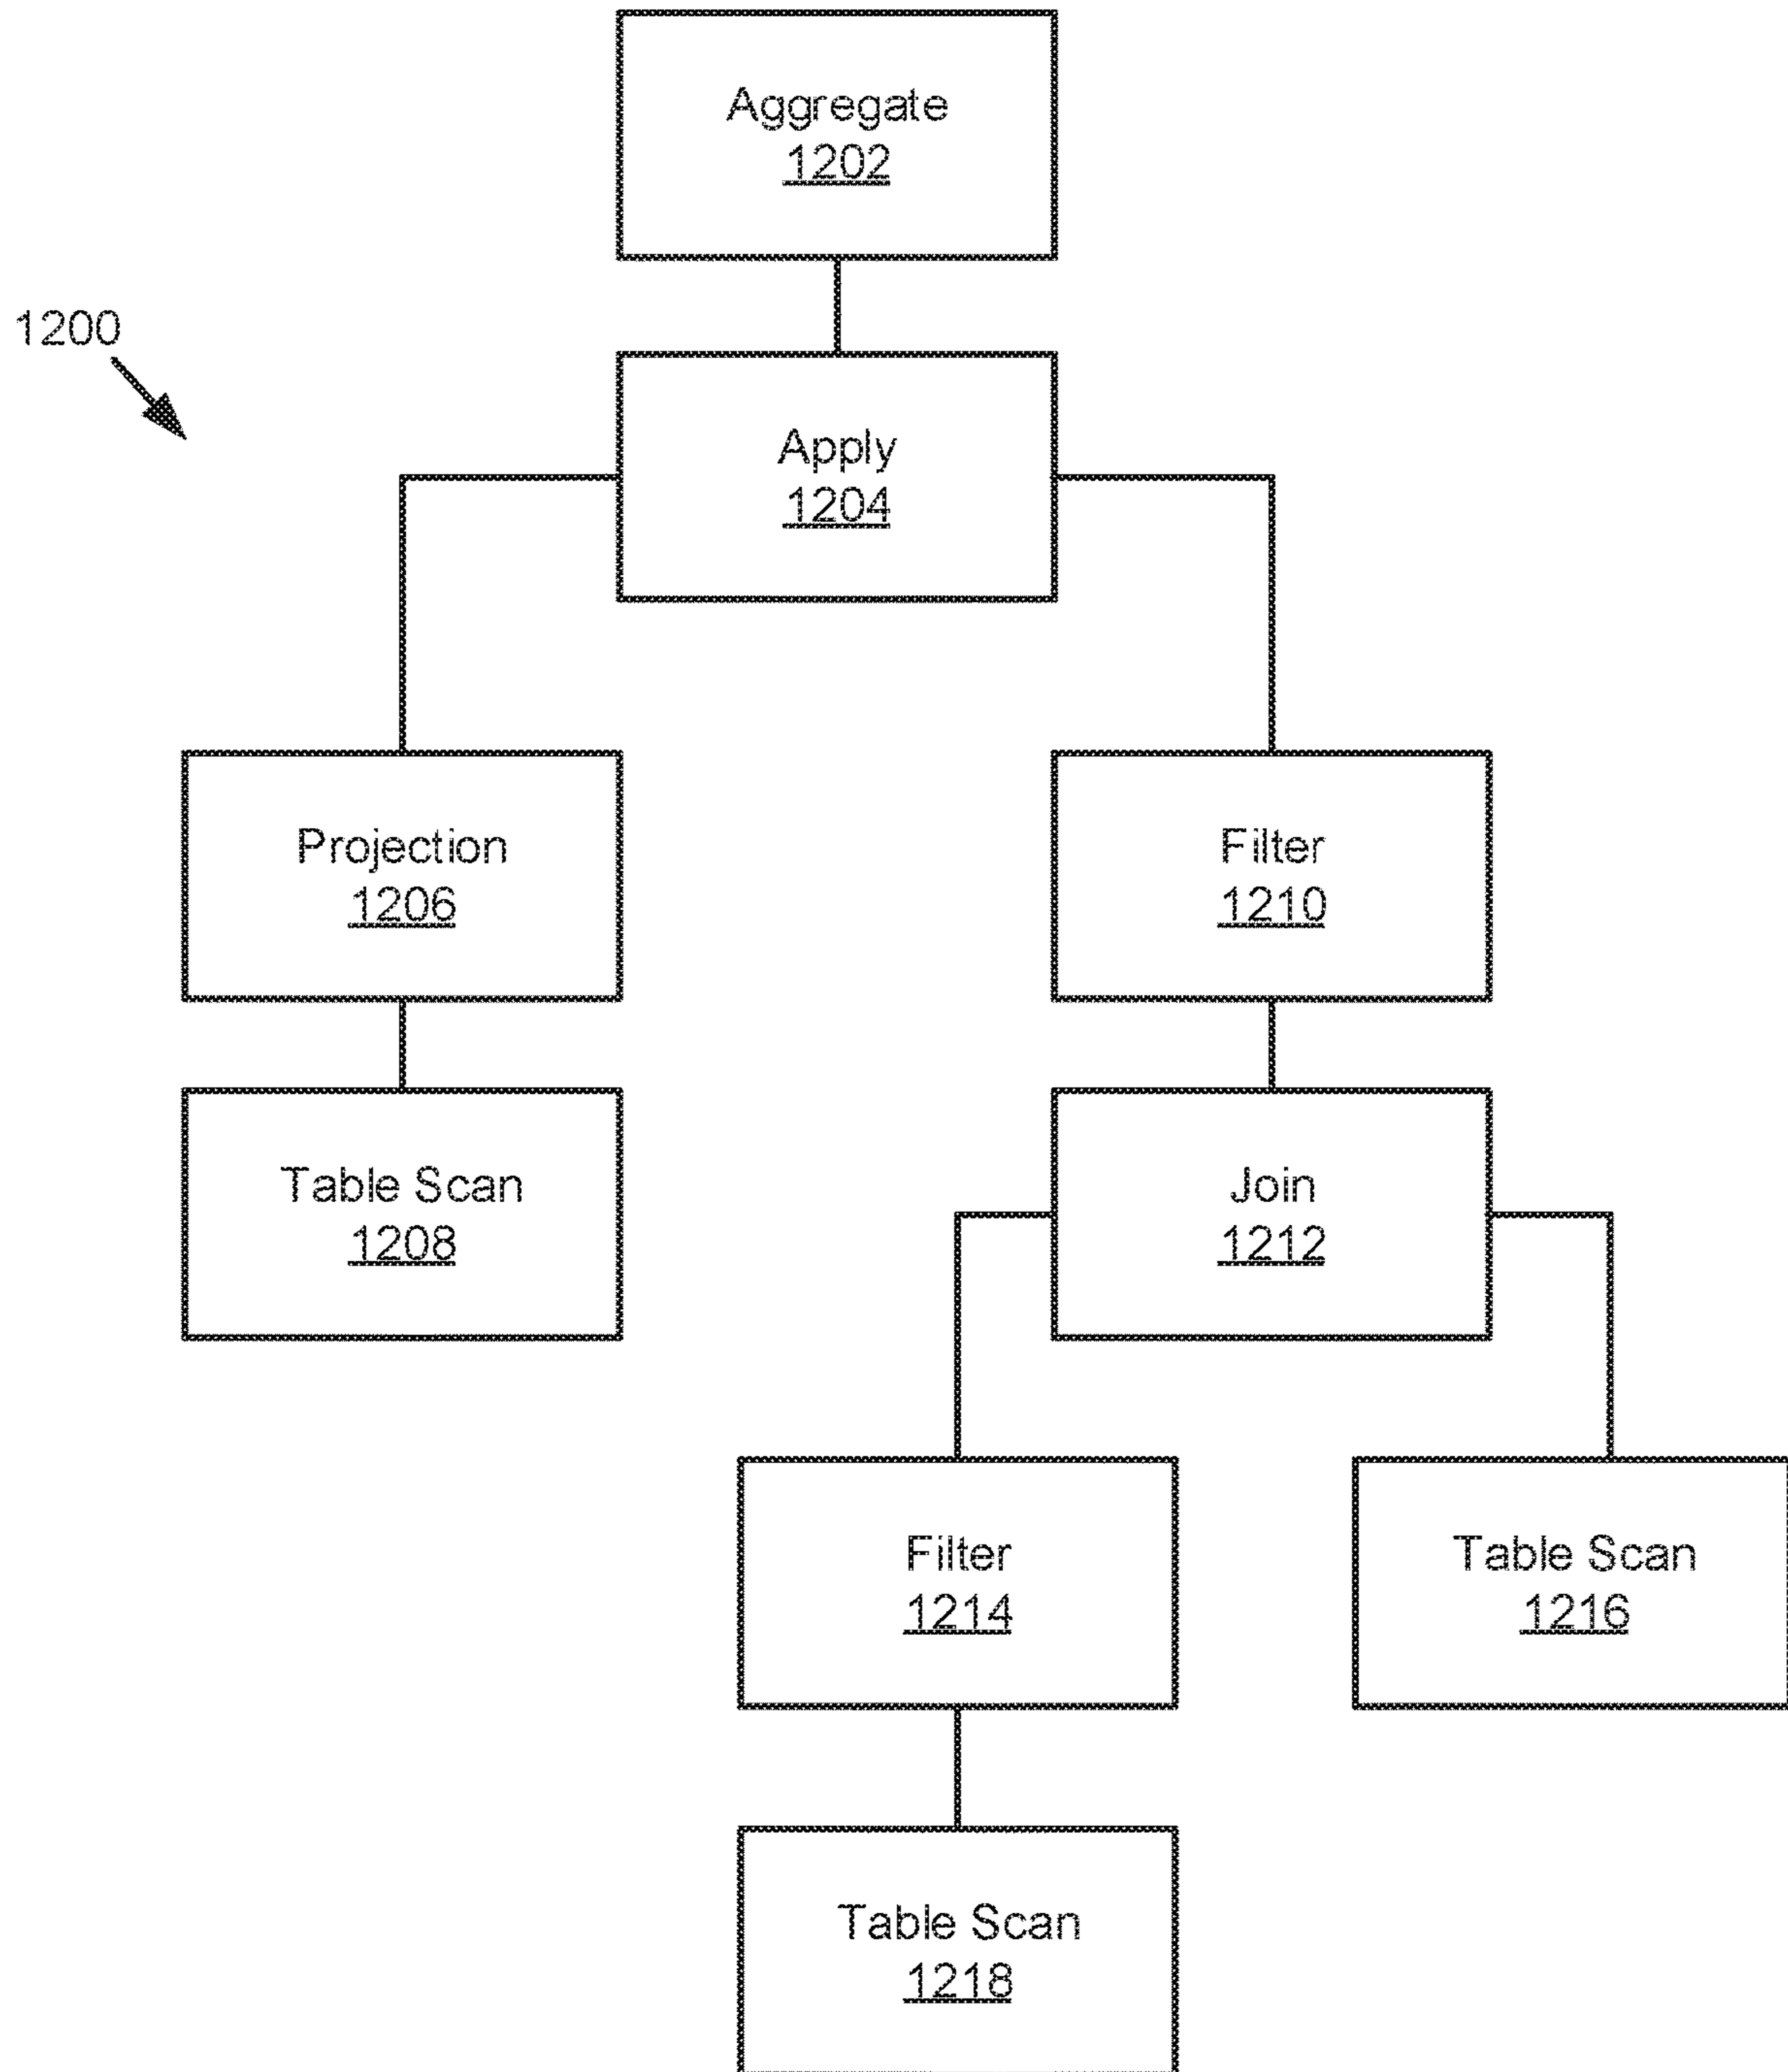 Aggregate
1202
1200
Apply
1204
Projection
1206
Filter
1210
Table Scan
1208
Join
1212
Filter
1214
Table Scan
1216
Table Scan
1218